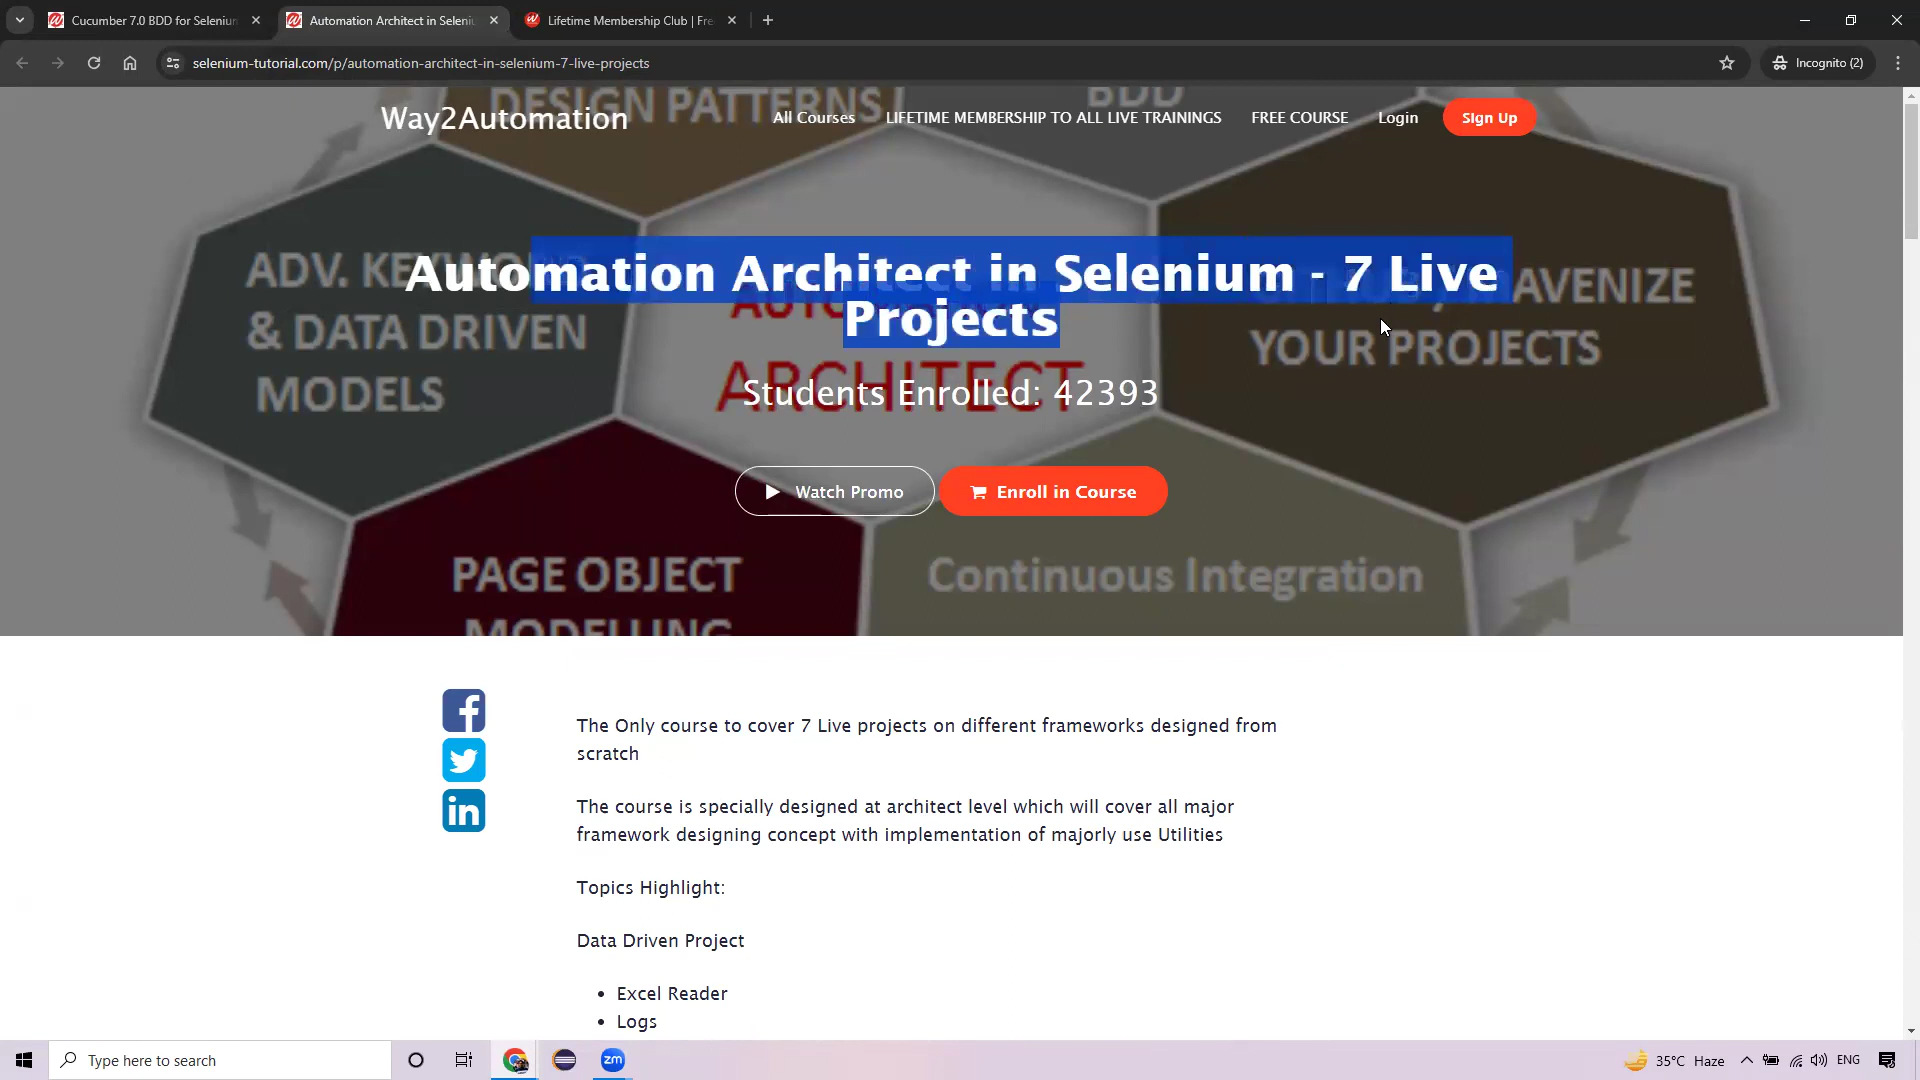 Cucumber 7.0 BDD for Selenium
Automation Architect in Seleni
Lifetime Membership Club | Fre
selenium-tutorial.com/p/automation-architect-in-selenium-7-live-projects
Incognito (2)
DESIGN PATTERNS
BDD
Way2Automation
All Courses
LIFETIME MEMBERSHIP TO ALL LIVE TRAININGS
FREE COURSE
Login
Sign Up
Automation Architect in Selenium - 7 Live
Projects
ADV.
& DATA DRIVEN
MODELS
ARCHITECT
YOUR PROJECTS
Students Enrolled: 42393
Watch Promo
Enroll in Course
PAGE OBJECT
MODELLING
Continuous Integration
The Only course to cover 7 Live projects on different frameworks designed from
scratch
The course is specially designed at architect level which will cover all major
framework designing concept with implementation of majorly use Utilities
Topics Highlight:
Data Driven Project
• Excel Reader
• Logs
Type here to search
zm
35°C Haze
ENG